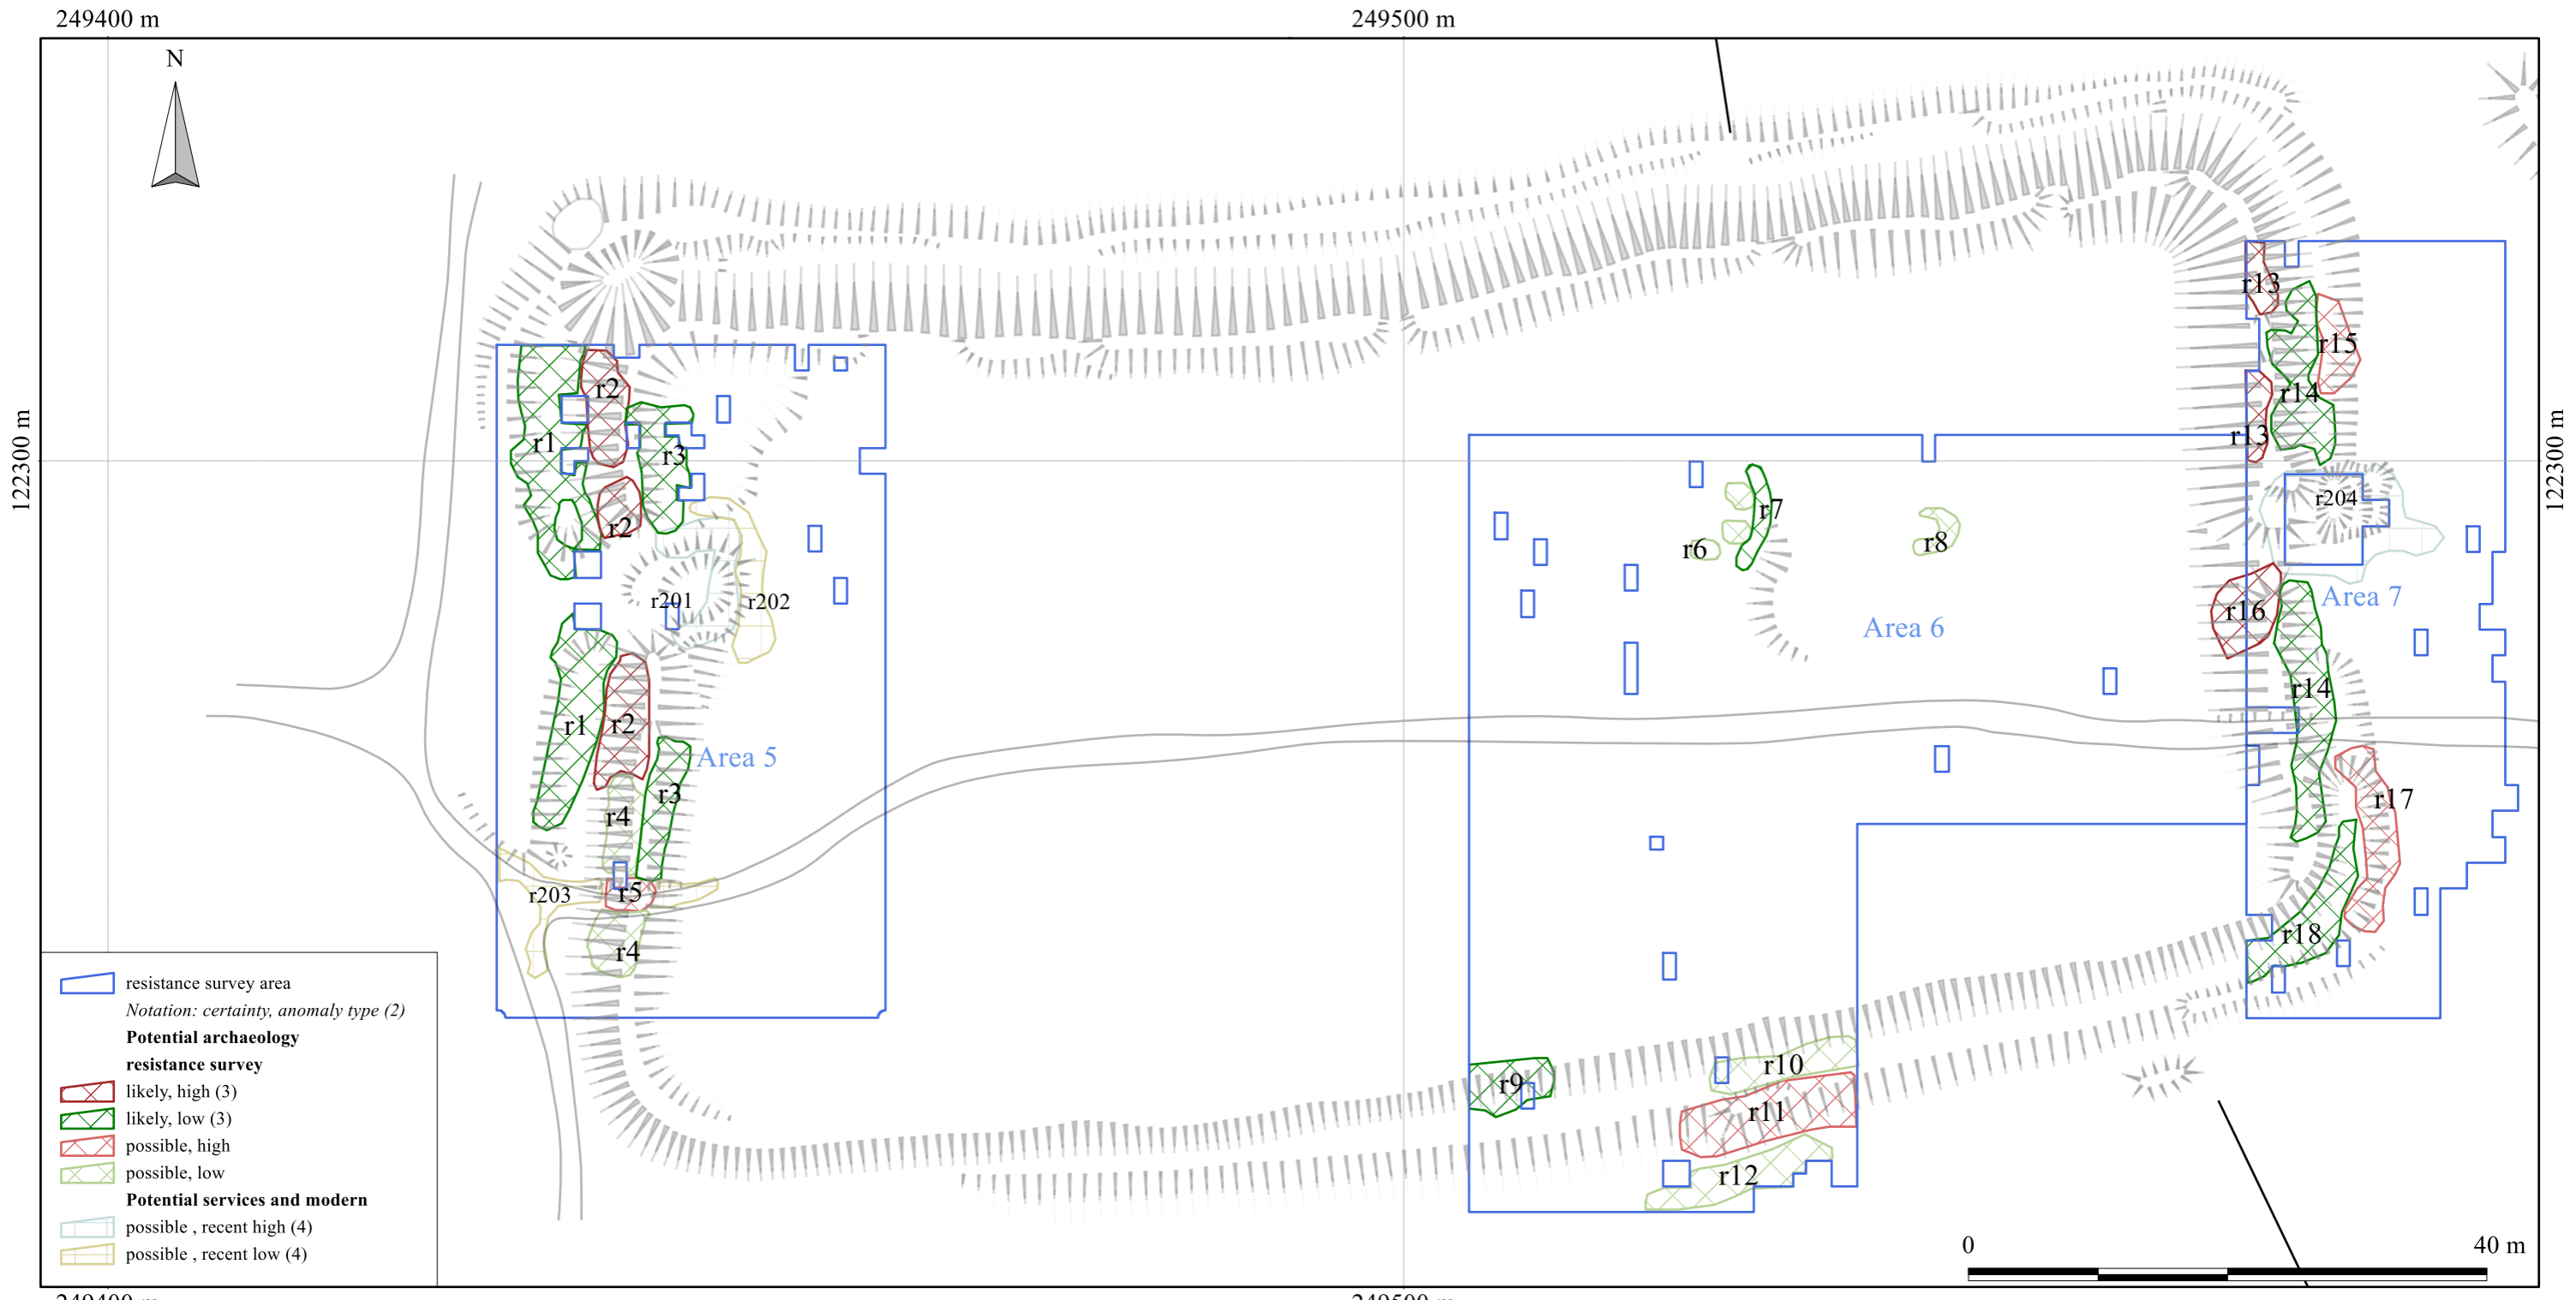 249400 m
249500 m
N
r13
r15
r2
r14
r1
r3
122300 m
r13
122300 m
r204
r7
r2
r6
r8
r201
r202
Area 7
r16
Area 6
r14
r1
r2
Area 5
r3
r17
r4
r203
r5
r18
r4
resistance survey area
Notation: certainty, anomaly type (2)
Potential archaeology
resistance survey
likely, high (3)
likely, low (3)
possible, high
possible, low
Potential services and modern
possible , recent high (4)
possible , recent low (4)
r10
r9
r11
r12
0
40 m
249400 m
249500 m